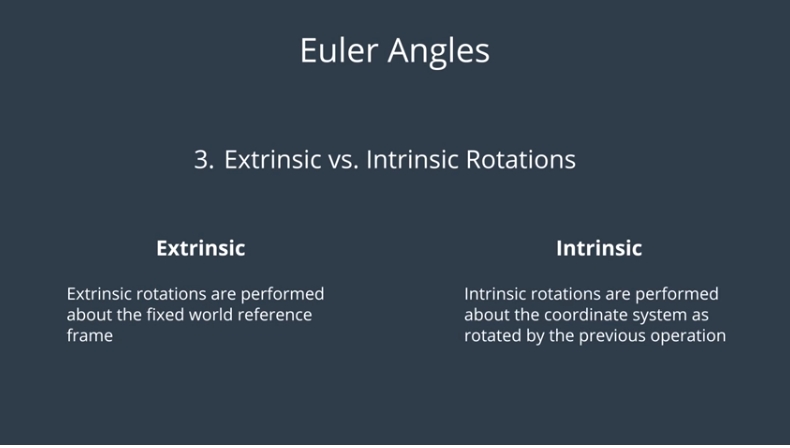 Euler Angles
3. Extrinsic vs. Intrinsic Rotations
Extrinsic
Extrinsic rotations are performed
about the fixed world reference
frame
Intrinsic
Intrinsic rotations are performed
about the coordinate system as
rotated by the previous operation